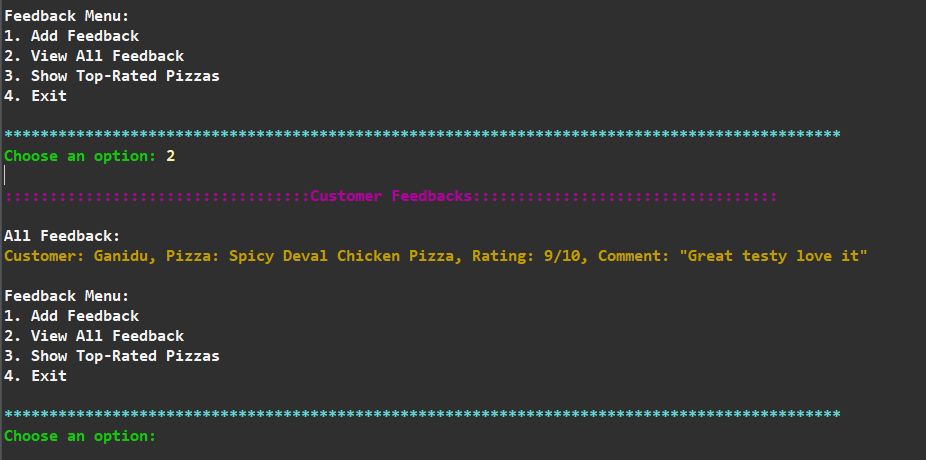 Feedback Menu:
1. Add Feedback
2. View All Feedback
3. Show Top-Rated Pizzas
4. Exit
*********************************************************************************************
Choose an option: 2
::::::::::::::::::::::::::::::::::Customer Feedbacks::::::::::::::::::::::::::::::::::
All Feedback:
Customer: Ganidu, Pizza: Spicy Deval Chicken Pizza, Rating: 9/10, Comment: "Great testy love it"
Feedback Menu:
1. Add Feedback
2. View All Feedback
3. Show Top-Rated Pizzas
4. Exit
*********************************************************************************************
Choose an option: